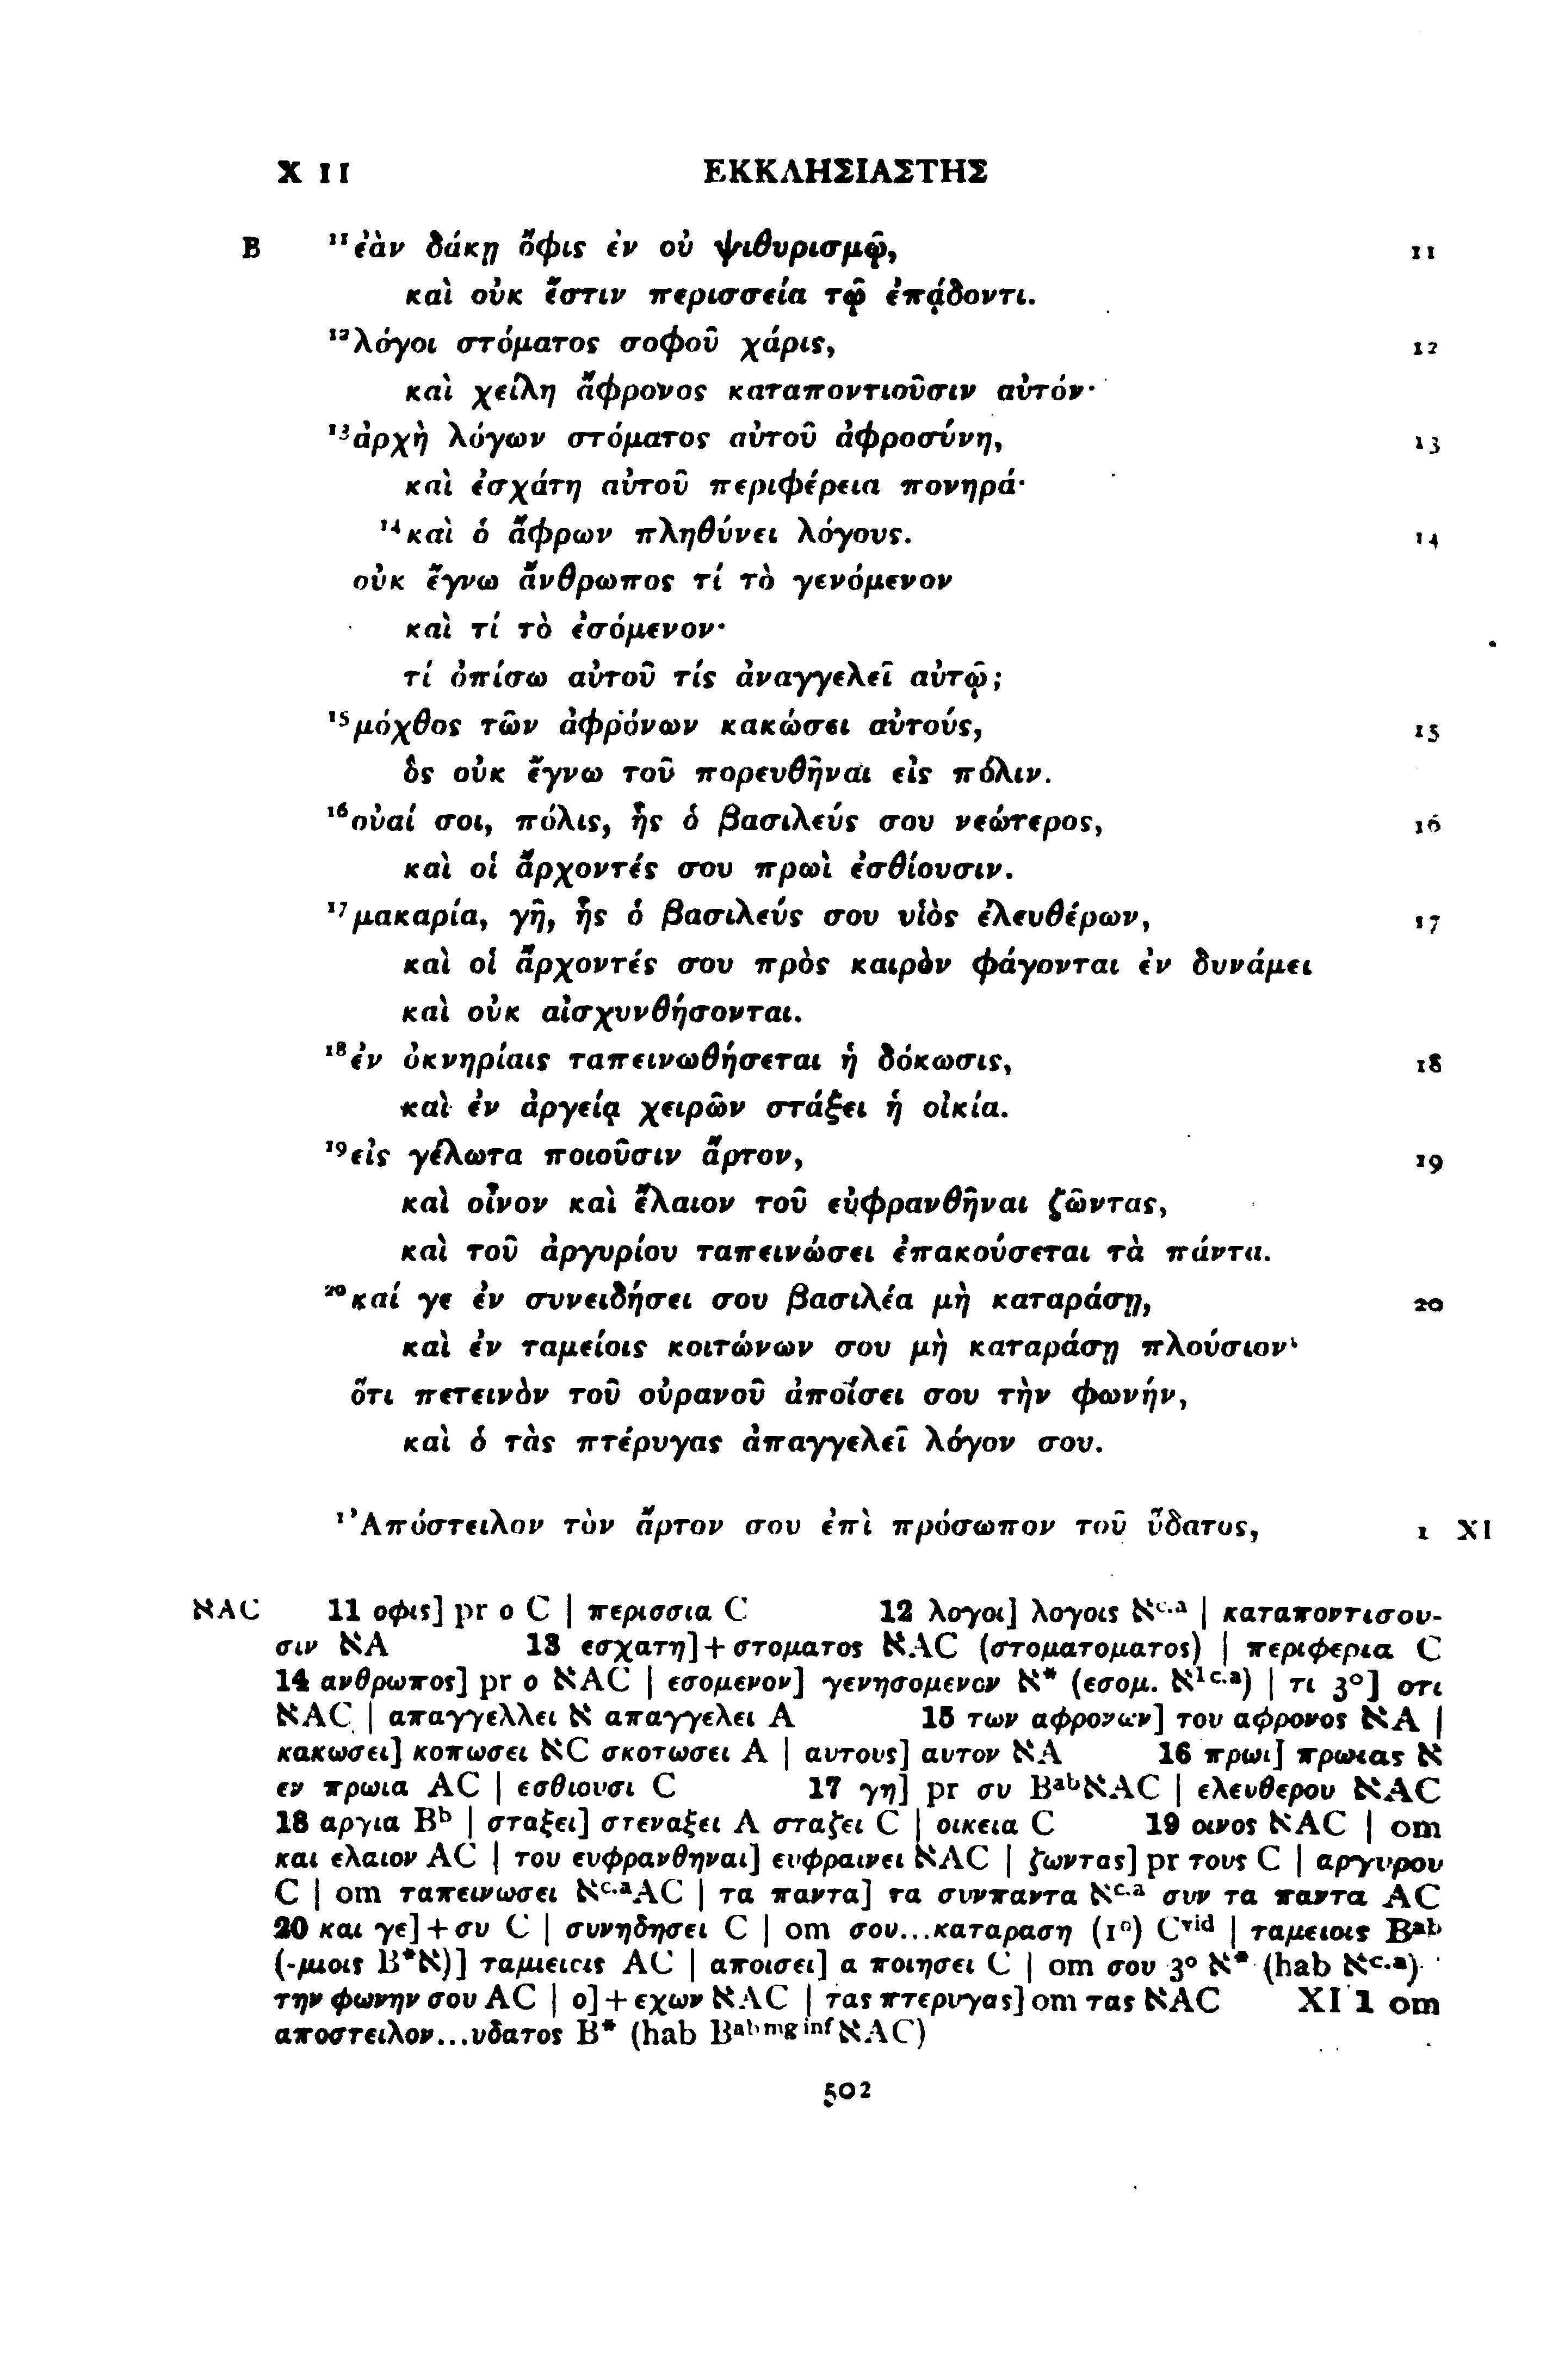 X 11 ΕΚΚΛΗΣΙΑΣΤΗΣ
B ¹¹ἐὰν δάκῃ ὄφις ἐν οὐ ψιθυρισμῷ, 11
καὶ οὐκ ἔστιν περισσεία τῷ ἐπᾴδοντι.
¹²λόγοι στόματος σοφοῦ χάρις, 12
καὶ χείλη ἄφρονος καταποντιοῦσιν αὐτόν·
¹³ἀρχὴ λόγων στόματος αὐτοῦ ἀφροσύνη, 13
καὶ ἐσχάτη αὐτοῦ περιφέρεια πονηρά·
¹⁴καὶ ὁ ἄφρων πληθύνει λόγους. 14
οὐκ ἔγνω ἄνθρωπος τί τὸ γενόμενον
καὶ τί τὸ ἐσόμενον·
τί ὀπίσω αὐτοῦ τίς ἀναγγελεῖ αὐτῷ;
¹⁵μόχθος τῶν ἀφρόνων κακώσει αὐτούς, 15
ὃς οὐκ ἔγνω τοῦ πορευθῆναι εἰς πόλιν.
¹⁶οὐαί σοι, πόλις, ἧς ὁ βασιλεύς σου νεώτερος, 16
καὶ οἱ ἄρχοντές σου πρωὶ ἐσθίουσιν.
¹⁷μακαρία, γῆ, ἧς ὁ βασιλεύς σου υἱὸς ἐλευθέρων, 17
καὶ οἱ ἄρχοντές σου πρὸς καιρὸν φάγονται ἐν δυνάμει
καὶ οὐκ αἰσχυνθήσονται.
¹⁸ἐν ὀκνηρίαις ταπεινωθήσεται ἡ δόκωσις, 18
καὶ ἐν ἀργείᾳ χειρῶν στάξει ἡ οἰκία.
¹⁹εἰς γέλωτα ποιοῦσιν ἄρτον, 19
καὶ οἶνον καὶ ἔλαιον τοῦ εὐφρανθῆναι ζῶντας,
καὶ τοῦ ἀργυρίου ταπεινώσει ἐπακούσεται τὰ πάντα.
²⁰καί γε ἐν συνειδήσει σου βασιλέα μὴ καταράσῃ, 20
καὶ ἐν ταμείοις κοιτώνων σου μὴ καταράσῃ πλούσιον·
ὅτι πετεινὸν τοῦ οὐρανοῦ ἀποίσει σου τὴν φωνήν,
καὶ ὁ τὰς πτέρυγας ἀπαγγελεῖ λόγον σου.
¹Ἀπόστειλον τὸν ἄρτον σου ἐπὶ πρόσωπον τοῦ ὕδατος, 1 XI
ℵAC 11 οφις] pr ο C | περισσια C 12 λογοι] λογοις ℵᶜ·ᵃ | καταποντισου-
σιν ℵA 13 εσχατη] + στοματος ℵAC (στοματοματος) | περιφερια C
14 ανθρωπος] pr ο ℵAC | εσομενον] γενησομενον ℵ* (εσομ. ℵ¹ᶜ·ᵃ) | τι 3°] οτι
ℵAC | απαγγελλει ℵ απαγγελει A 15 των αφρονων] του αφρονος ℵA |
κακωσει] κοπωσει ℵC σκοτωσει A | αυτους] αυτον ℵA 16 πρωι] πρωιας ℵ
εν πρωια AC | εσθιουσι C 17 γη] pr συ BᵃᵇℵAC | ελευθερου ℵAC
18 αργια Bᵇ | σταξει] στεναξει A σταζει C | οικεια C 19 οινος ℵAC | om
και ελαιον AC | του ευφρανθηναι] ευφραινει ℵAC | ζωντας] pr τους C | αργυρου
C | om ταπεινωσει ℵᶜ·ᵃAC | τα παντα] τα συνπαντα ℵᶜ·ᵃ συν τα παντα AC
20 και γε] + συ C | συνηδησει C | om σου...καταραση (1°) Cᵛⁱᵈ | ταμειοις Bᵃᵇ
(-μιοις B*ℵ)] ταμιειοις AC | αποισει] α ποιησει C | om σου 3° ℵ* (hab ℵᶜ·ᵃ)
την φωνην σου AC | ο] + εχων ℵAC | τας πτερυγας] om τας ℵAC XI 1 om
αποστειλον...υδατος B* (hab Bᵃᵇ ᵐᵍ ⁱⁿᶠ ℵAC)
502